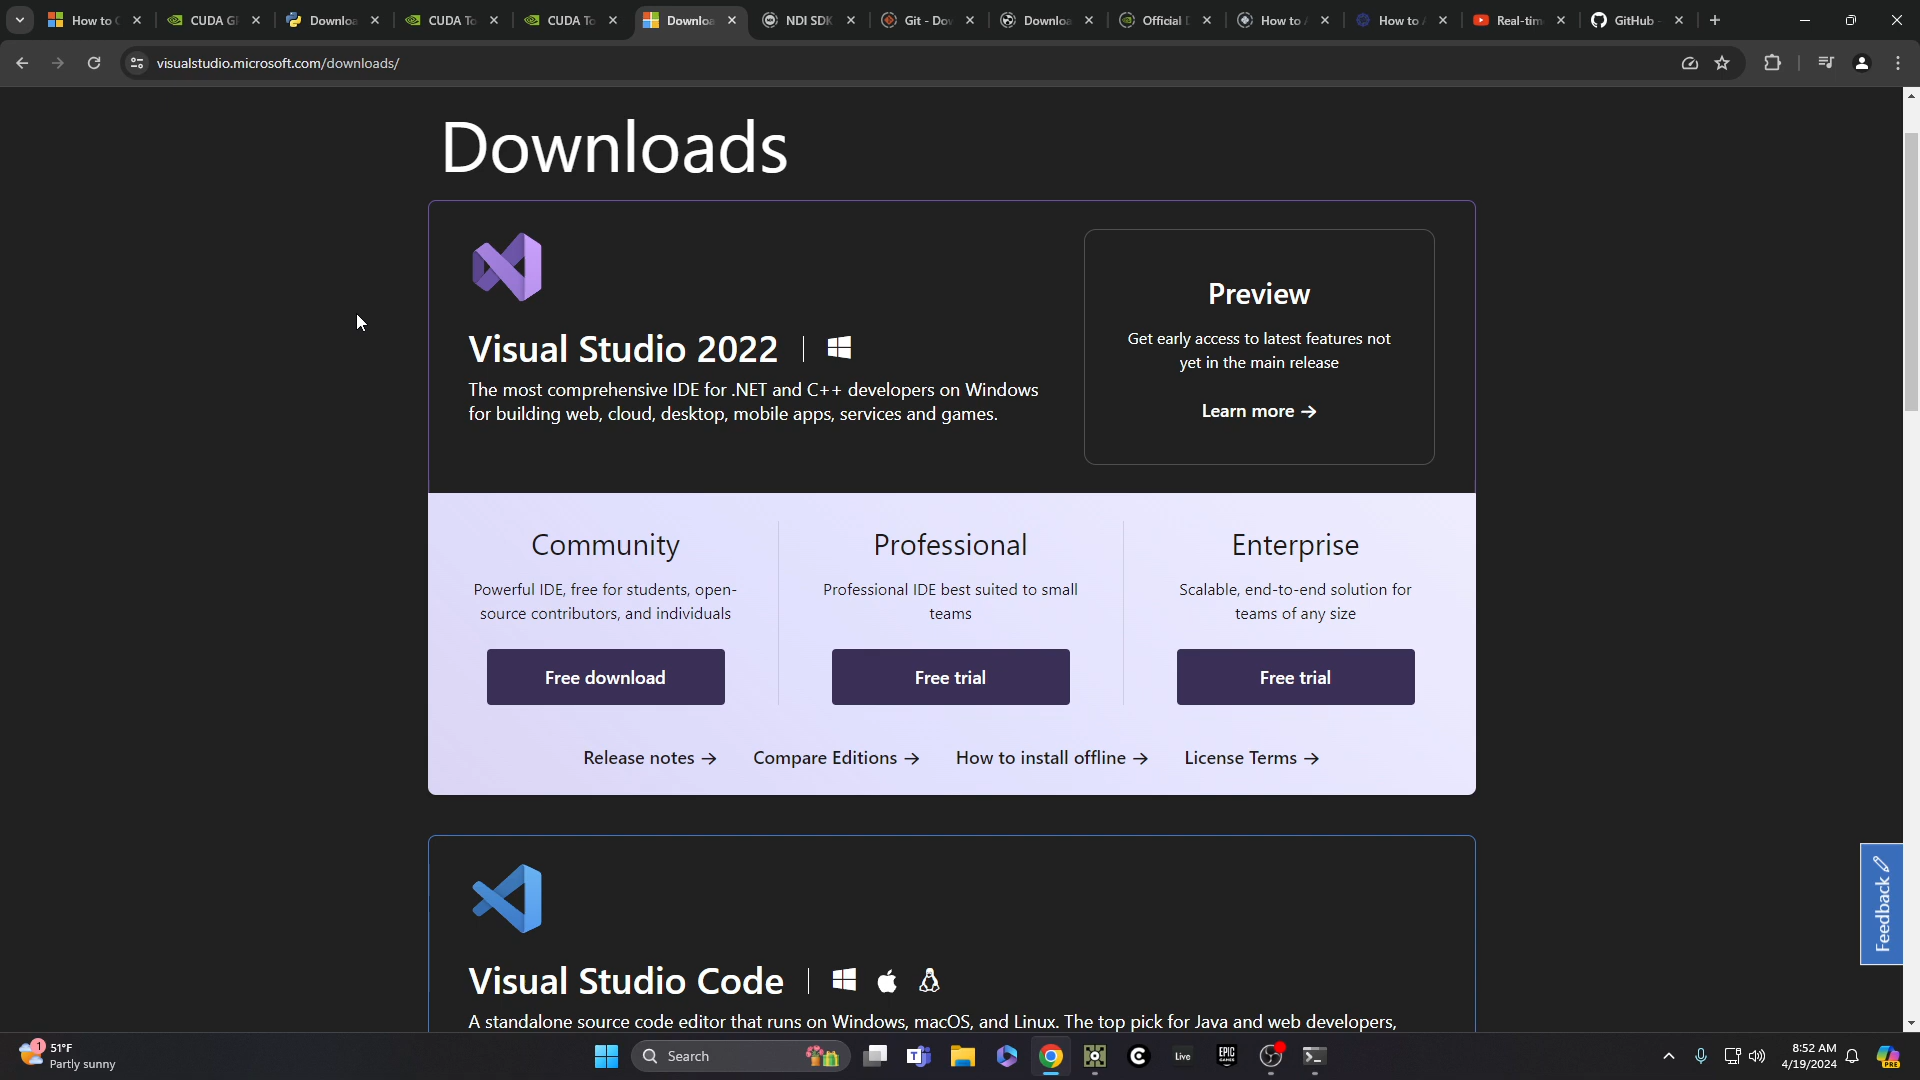 How to
CUDA G
Downloa
CUDA To
CUDA To
Downloa
NDI SDK
Git - Dov
Downloa
Official
How to
How to
Real-tim
GitHub
visualstudio.microsoft.com/downloads/
Downloads
Visual Studio 2022
The most comprehensive IDE for .NET and C++ developers on Windows
for building web, cloud, desktop, mobile apps, services and games.
Preview
Get early access to latest features not
yet in the main release
Learn more →
Community
Powerful IDE, free for students, open-
source contributors, and individuals
Free download
Professional
Professional IDE best suited to small
teams
Free trial
Enterprise
Scalable, end-to-end solution for
teams of any size
Free trial
Release notes → Compare Editions → How to install offline → License Terms →
Visual Studio Code
A standalone source code editor that runs on Windows, macOS, and Linux. The top pick for Java and web developers,
Feedback
1
51°F
Partly sunny
Search
Live
EPIC
GAMES
8:52 AM
4/19/2024
PRE